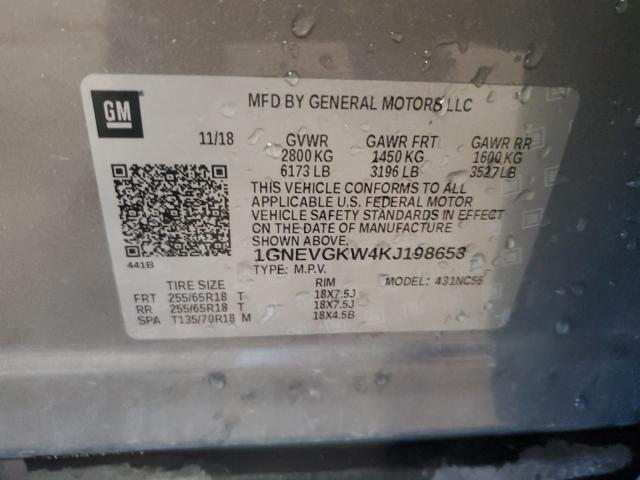 GM
MFD BY GENERAL MOTORS LLC
11/18 GVWR GAWR FRT GAWR RR
2800 KG 1450 KG 1600 KG
6173 LB 3196 LB 3527 LB
THIS VEHICLE CONFORMS TO ALL
APPLICABLE U.S. FEDERAL MOTOR
VEHICLE SAFETY STANDARDS IN EFFECT
ON THE DATE OF MANUFACTURE
SHOWN ABOVE.
1GNEVGKW4KJ198653
441B
TYPE: M.P.V. MODEL: 431NC56
TIRE SIZE RIM
FRT 255/65R18 T 18X7.5J
RR 255/65R18 T 18X7.5J
SPA T135/70R18 M 18X4.5B